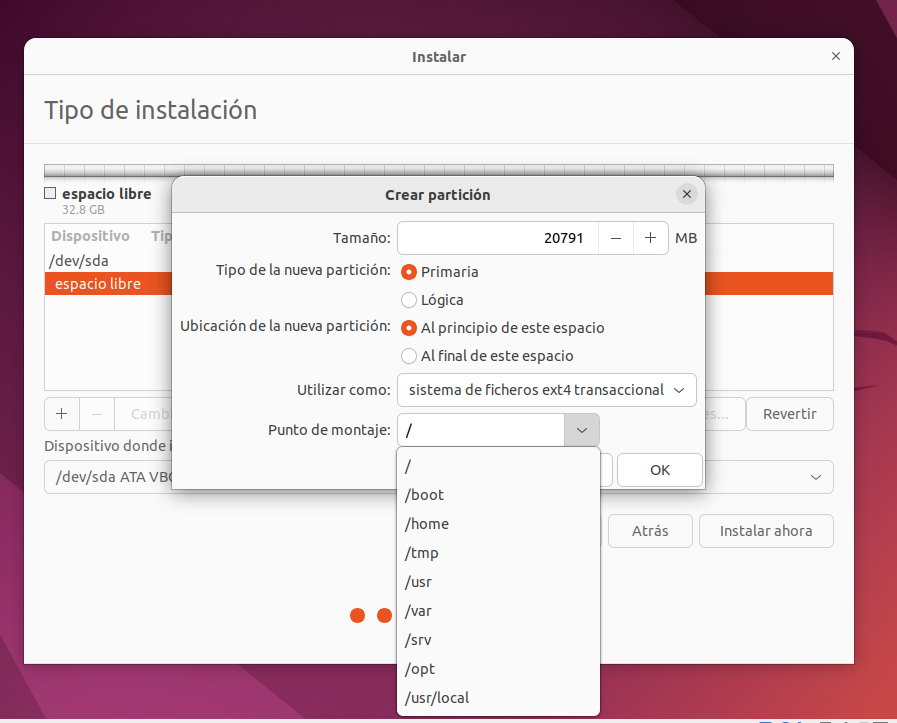 Instalar
Tipo de instalación
espacio libre
32.8 GB
Crear partición
Dispositivo Tip
Tamaño: 20791 MB
/dev/sda
Tipo de la nueva partición: Primaria
espacio libre
Lógica
Ubicación de la nueva partición: Al principio de este espacio
Al final de este espacio
Utilizar como: sistema de ficheros ext4 transaccional
+ − Camb
Revertir
Punto de montaje: /
Dispositivo donde i
/
OK
/dev/sda ATA VBO
/boot
/home
Atrás
Instalar ahora
/tmp
/usr
/var
/srv
/opt
/usr/local